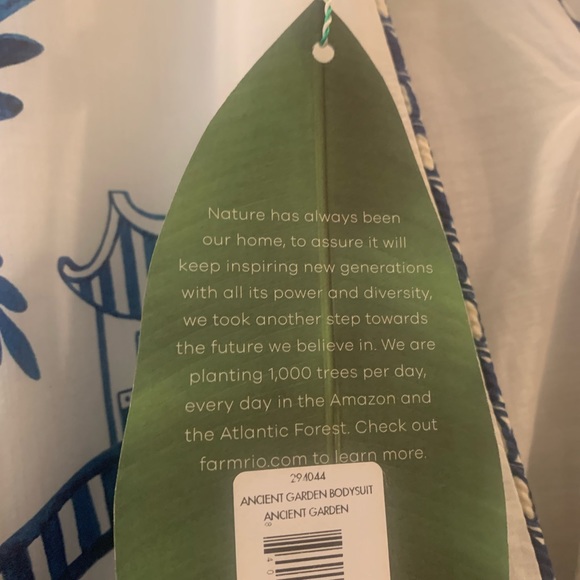 Nature has always been
our home, to assure it will
keep inspiring new generations
with all its power and diversity,
we took another step towards
the future we believe in. We are
planting 1,000 trees per day,
every day in the Amazon and
the Atlantic Forest. Check out
farmrio.com to learn more.
294044
ANCIENT GARDEN BODYSUIT
ANCIENT GARDEN